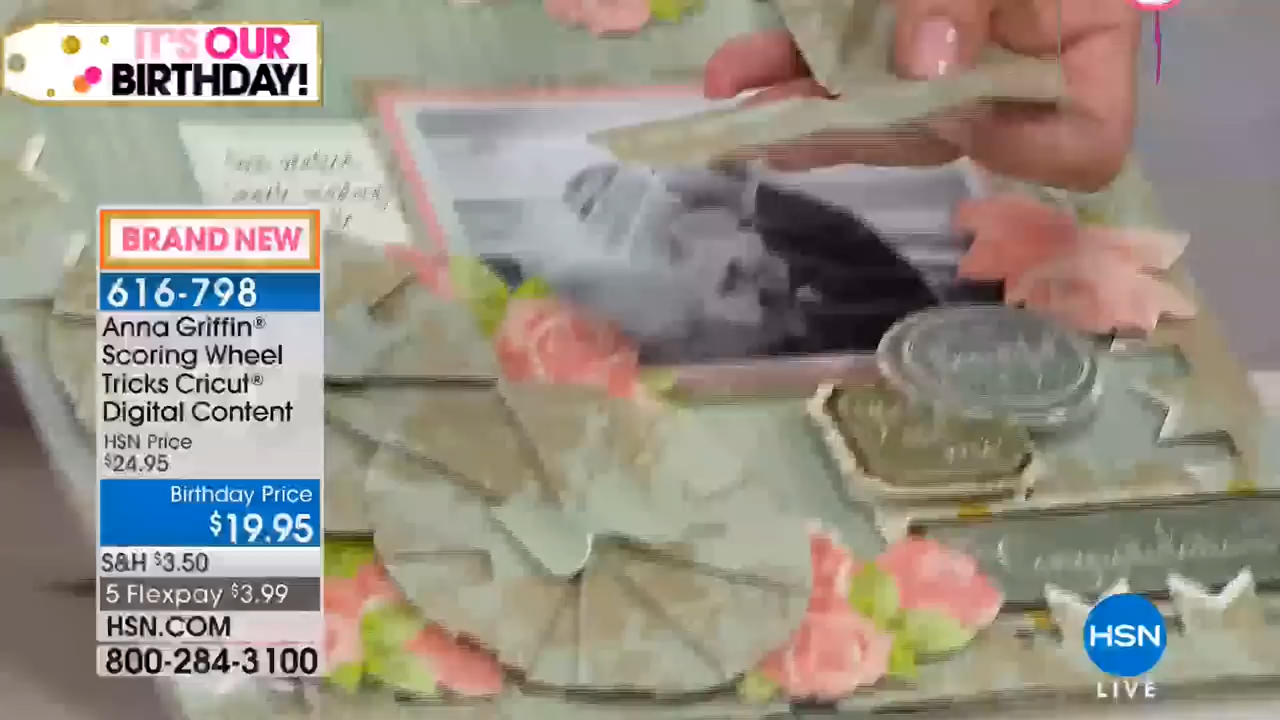 IT'S OUR
BIRTHDAY!
BRAND NEW
616-798
Anna Griffin®
Scoring Wheel
Tricks Cricut®
Digital Content
HSN Price
$24.95
Birthday Price
$19.95
S&H $3.50
5 Flexpay $3.99
HSN.COM
800-284-3100
HSN
LIVE